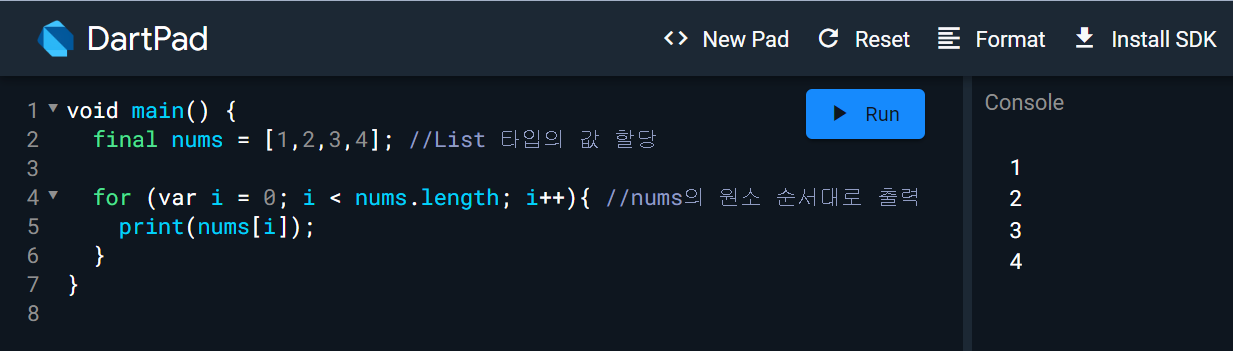 DartPad
<> New Pad
Reset
Format
Install SDK
1 void main() {
2 final nums = [1,2,3,4]; //List 타입의 값 할당
3
4 for (var i = 0; i < nums.length; i++){ //nums의 원소 순서대로 출력
5 print(nums[i]);
6 }
7 }
8
Run
Console
1
2
3
4